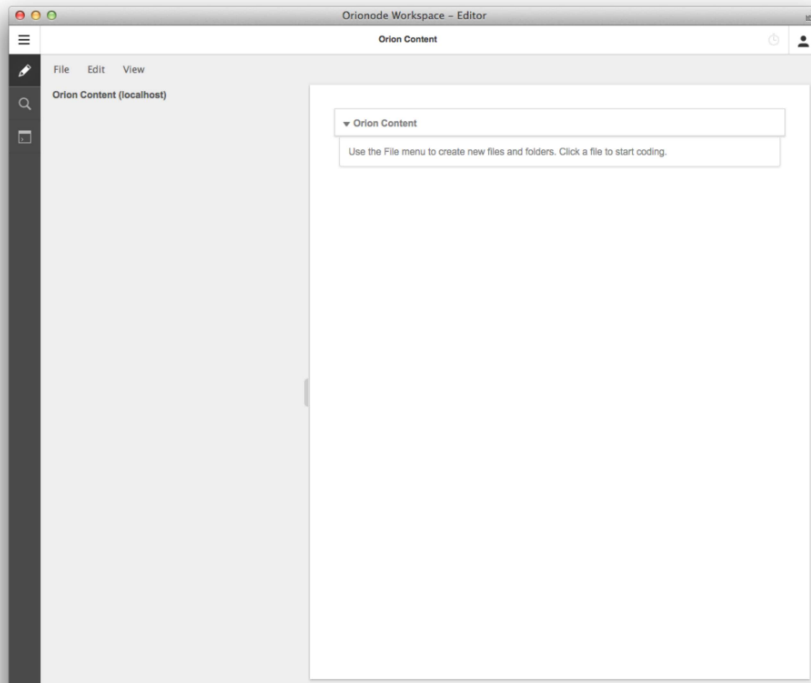 Orionode Workspace – Editor
Orion Content
File Edit View
Orion Content (localhost)
Orion Content
Use the File menu to create new files and folders. Click a file to start coding.